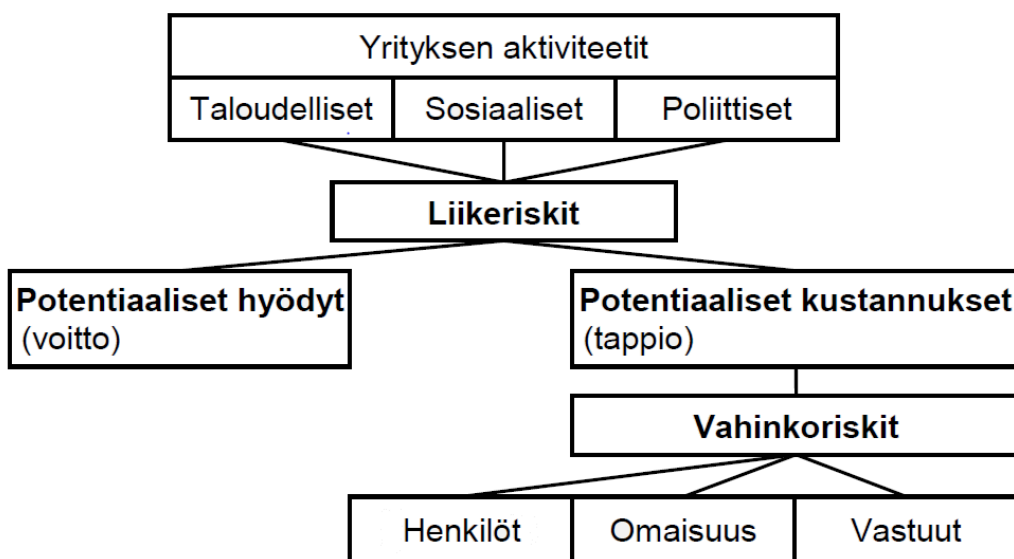 Yrityksen aktiviteetit
Taloudelliset Sosiaaliset Poliittiset
Liikeriskit
Potentiaaliset hyödyt
(voitto)
Potentiaaliset kustannukset
(tappio)
Vahinkoriskit
Henkilöt Omaisuus Vastuut